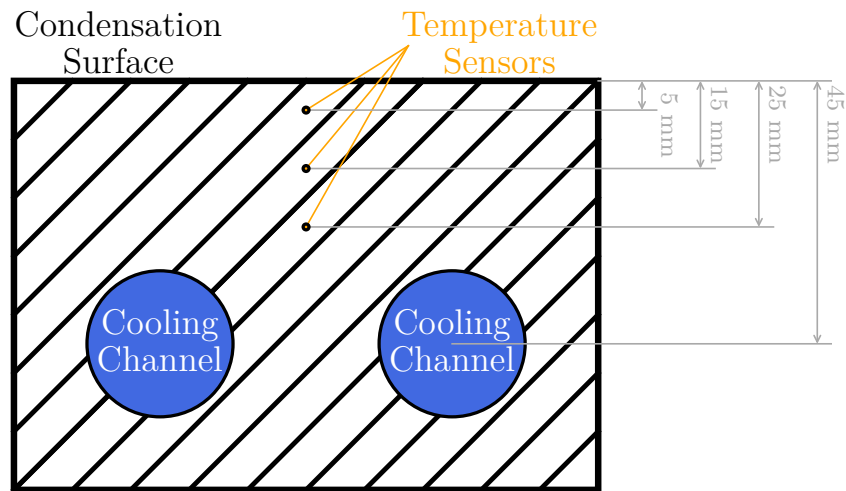 Condensation
Surface
Temperature
Sensors
5 mm
15 mm
25 mm
45 mm
Cooling
Channel
Cooling
Channel